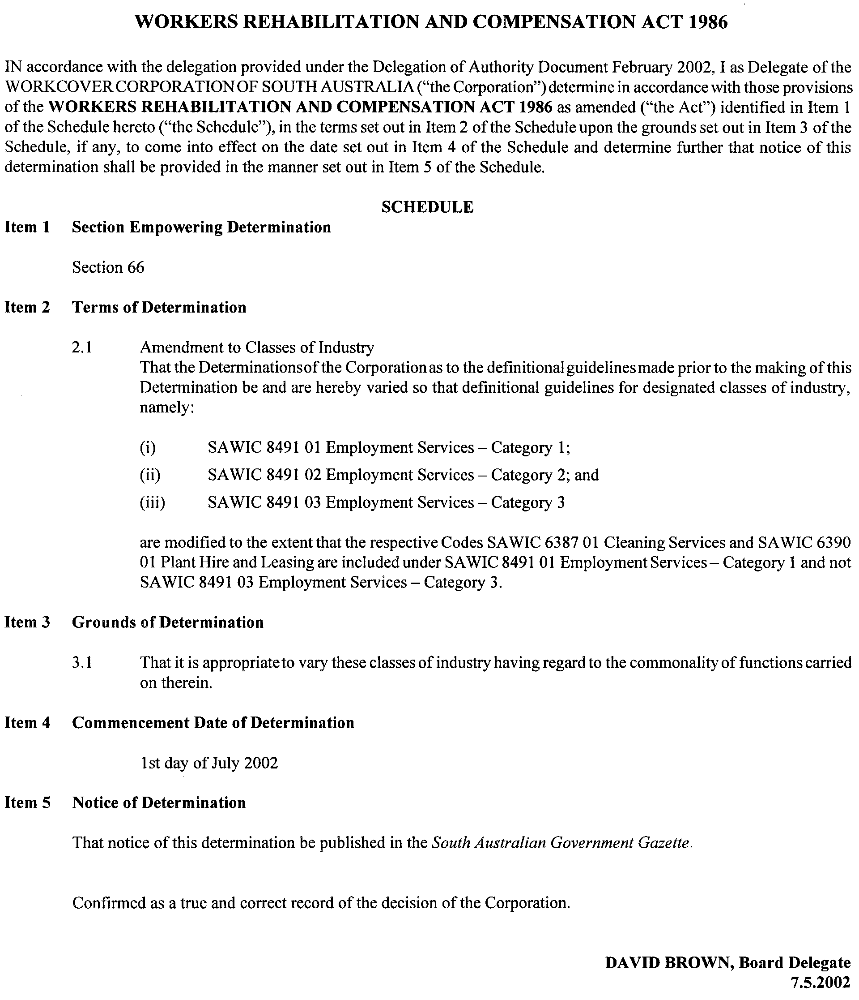 WORKERS REHABILITATION AND COMPENSATION ACT 1986
IN accordance with the delegation provided under the Delegation of Authority Document February 2002, I as Delegate of the
WORKCOVER CORPORATION OF SOUTH AUSTRALIA (“the Corporation”) determine in accordance with those provisions
of the WORKERS REHABILITATION AND COMPENSATION ACT 1986 as amended (“the Act”) identified in Item 1
of the Schedule hereto (“the Schedule”), in the terms set out in Item 2 of the Schedule upon the grounds set out in Item 3 of the
Schedule, if any, to come into effect on the date set out in Item 4 of the Schedule and determine further that notice of this
determination shall be provided in the manner set out in Item 5 of the Schedule.
SCHEDULE
Item 1 Section Empowering Determination
Section 66
Item 2 Terms of Determination
2.1 Amendment to Classes of Industry
That the Determinations of the Corporation as to the definitional guidelines made prior to the making of this
Determination be and are hereby varied so that definitional guidelines for designated classes of industry,
namely:
(i) SAWIC 8491 01 Employment Services – Category 1;
(ii) SAWIC 8491 02 Employment Services – Category 2; and
(iii) SAWIC 8491 03 Employment Services – Category 3
are modified to the extent that the respective Codes SAWIC 6387 01 Cleaning Services and SAWIC 6390
01 Plant Hire and Leasing are included under SAWIC 8491 01 Employment Services – Category 1 and not
SAWIC 8491 03 Employment Services – Category 3.
Item 3 Grounds of Determination
3.1 That it is appropriate to vary these classes of industry having regard to the commonality of functions carried
on therein.
Item 4 Commencement Date of Determination
1st day of July 2002
Item 5 Notice of Determination
That notice of this determination be published in the South Australian Government Gazette.
Confirmed as a true and correct record of the decision of the Corporation.
DAVID BROWN, Board Delegate
7.5.2002